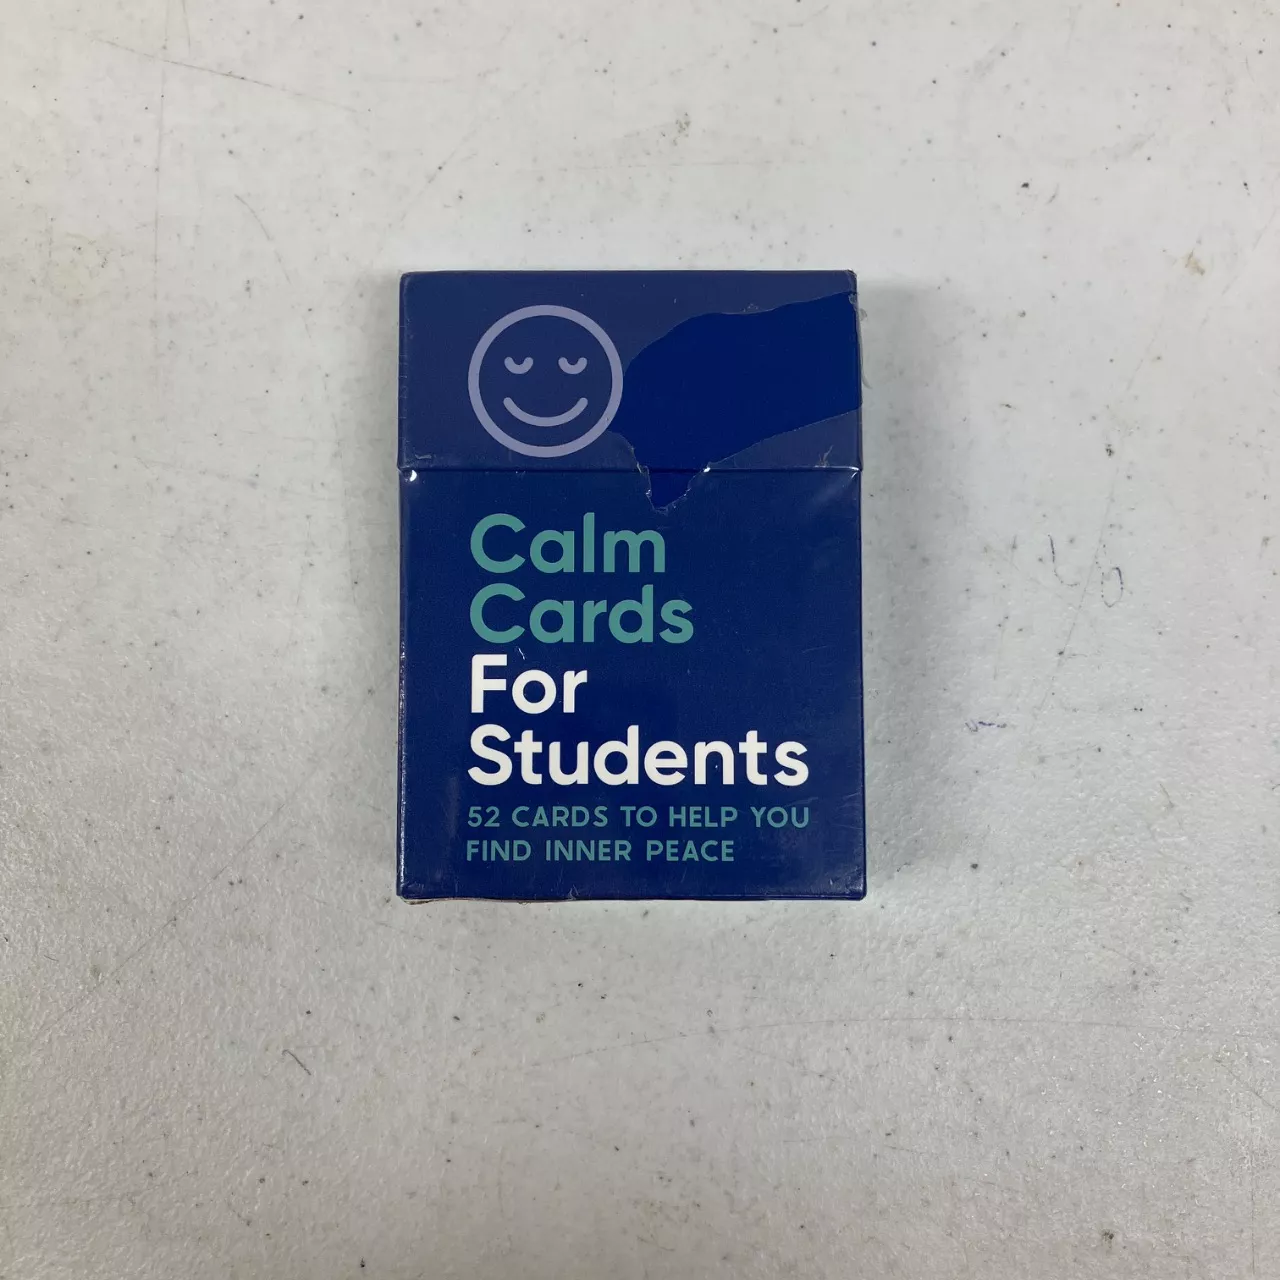 Calm
Cards
For
Students
52 CARDS TO HELP YOU
FIND INNER PEACE